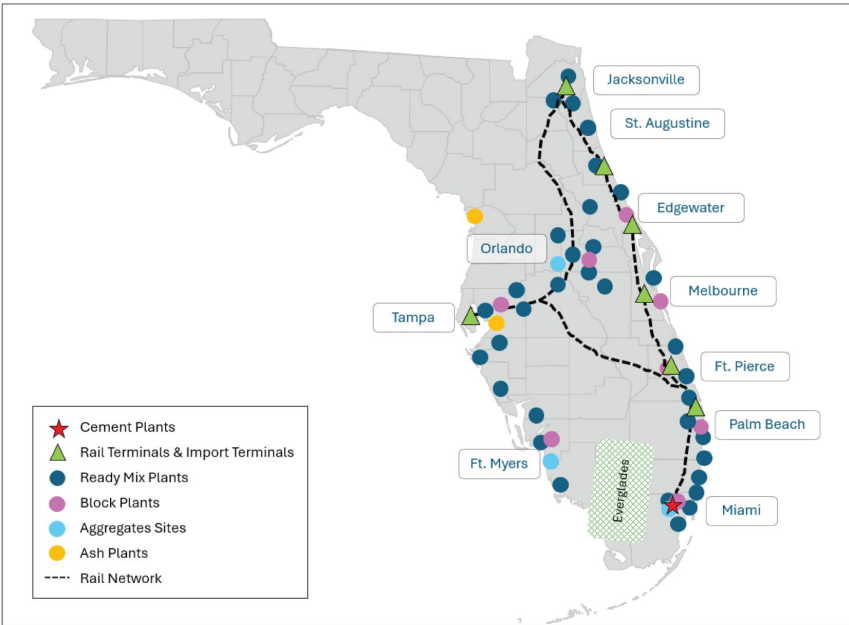 Jacksonville
St. Augustine
Edgewater
Orlando
Melbourne
Tampa
Ft. Pierce
Palm Beach
Ft. Myers
Everglades
Miami
Cement Plants
Rail Terminals & Import Terminals
Ready Mix Plants
Block Plants
Aggregates Sites
Ash Plants
Rail Network